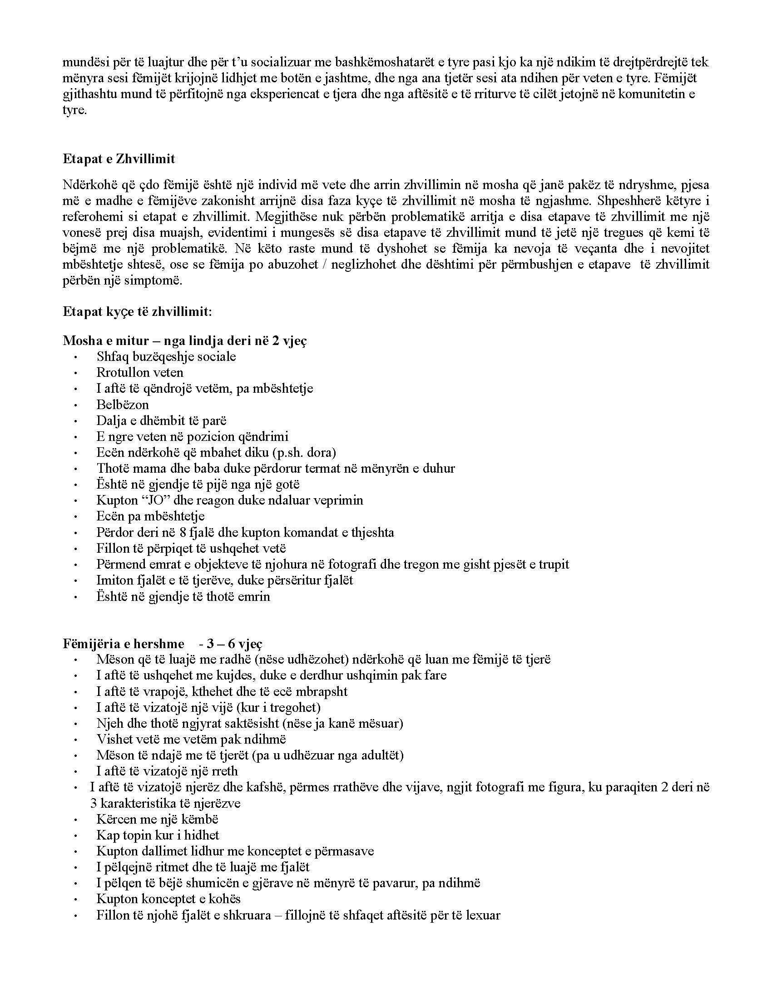 mundësi për të luajtur dhe për t’u socializuar me bashkëmoshatarët e tyre pasi kjo ka një ndikim të drejtpërdrejtë tek
mënyra sesi fëmijët krijojnë lidhjet me botën e jashtme, dhe nga ana tjetër sesi ata ndihen për veten e tyre. Fëmijët
gjithashtu mund të përfitojnë nga eksperiencat e tjera dhe nga aftësitë e të rriturve të cilët jetojnë në komunitetin e
tyre.
Etapat e Zhvillimit
Ndërkohë që çdo fëmijë është një individ më vete dhe arrin zhvillimin në mosha që janë pakëz të ndryshme, pjesa
më e madhe e fëmijëve zakonisht arrijnë disa faza kyçe të zhvillimit në mosha të ngjashme. Shpeshherë këtyre i
referohemi si etapat e zhvillimit. Megjithëse nuk përbën problematikë arritja e disa etapave të zhvillimit me një
vonesë prej disa muajsh, evidentimi i mungesës së disa etapave të zhvillimit mund të jetë një tregues që kemi të
bëjmë me një problematikë. Në këto raste mund të dyshohet se fëmija ka nevoja të veçanta dhe i nevojitet
mbështetje shtesë, ose se fëmija po abuzohet / neglizhohet dhe dështimi për përmbushjen e etapave të zhvillimit
përbën një simptomë.
Etapat kyçe të zhvillimit:
Mosha e mitur – nga lindja deri në 2 vjeç
· Shfaq buzëqeshje sociale
· Rrotullon veten
· I aftë të qëndrojë vetëm, pa mbështetje
· Belbëzon
· Dalja e dhëmbit të parë
· E ngre veten në pozicion qëndrimi
· Ecën ndërkohë që mbahet diku (p.sh. dora)
· Thotë mama dhe baba duke përdorur termat në mënyrën e duhur
· Është në gjendje të pijë nga një gotë
· Kupton “JO” dhe reagon duke ndaluar veprimin
· Ecën pa mbështetje
· Përdor deri në 8 fjalë dhe kupton komandat e thjeshta
· Fillon të përpiqet të ushqehet vetë
· Përmend emrat e objekteve të njohura në fotografi dhe tregon me gisht pjesët e trupit
· Imiton fjalët e të tjerëve, duke përsëritur fjalët
· Është në gjendje të thotë emrin
Fëmijëria e hershme - 3 – 6 vjeç
· Mëson që të luajë me radhë (nëse udhëzohet) ndërkohë që luan me fëmijë të tjerë
· I aftë të ushqehet me kujdes, duke e derdhur ushqimin pak fare
· I aftë të vrapojë, kthehet dhe të ecë mbrapsht
· I aftë të vizatojë një vijë (kur i tregohet)
· Njeh dhe thotë ngjyrat saktësisht (nëse ja kanë mësuar)
· Vishet vetë me vetëm pak ndihmë
· Mëson të ndajë me të tjerët (pa u udhëzuar nga adultët)
· I aftë të vizatojë një rreth
· I aftë të vizatojë njerëz dhe kafshë, përmes rrathëve dhe vijave, ngjit fotografi me figura, ku paraqiten 2 deri në
3 karakteristika të njerëzve
· Kërcen me një këmbë
· Kap topin kur i hidhet
· Kupton dallimet lidhur me konceptet e përmasave
· I pëlqejnë ritmet dhe të luajë me fjalët
· I pëlqen të bëjë shumicën e gjërave në mënyrë të pavarur, pa ndihmë
· Kupton konceptet e kohës
· Fillon të njohë fjalët e shkruara – fillojnë të shfaqet aftësitë për të lexuar